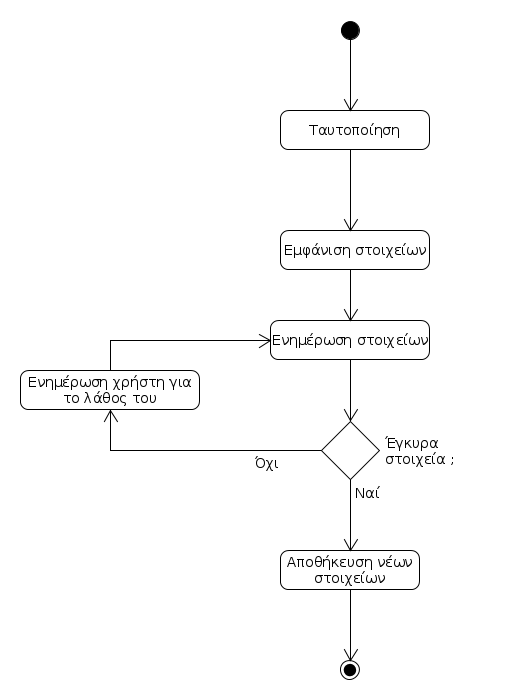 Ταυτοποίηση
Εμφάνιση στοιχείων
Ενημέρωση στοιχείων
Ενημέρωση χρήστη για
το λάθος του
Έγκυρα
στοιχεία ;
Όχι
Ναί
Αποθήκευση νέων
στοιχείων